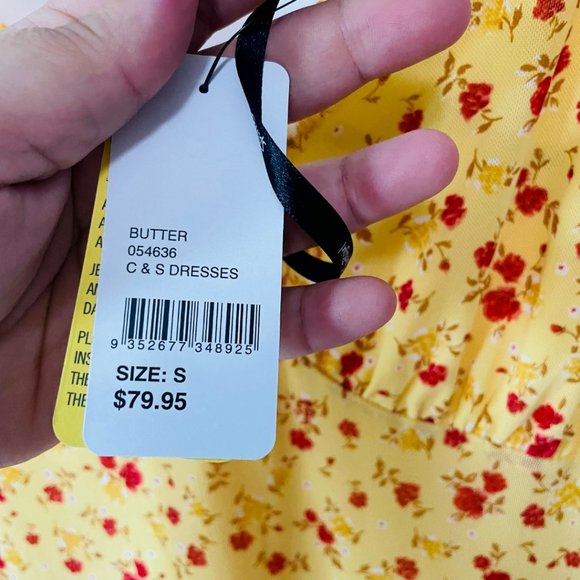 BUTTER
054636
C & S DRESSES
9 352677 348925
SIZE: S
$79.95